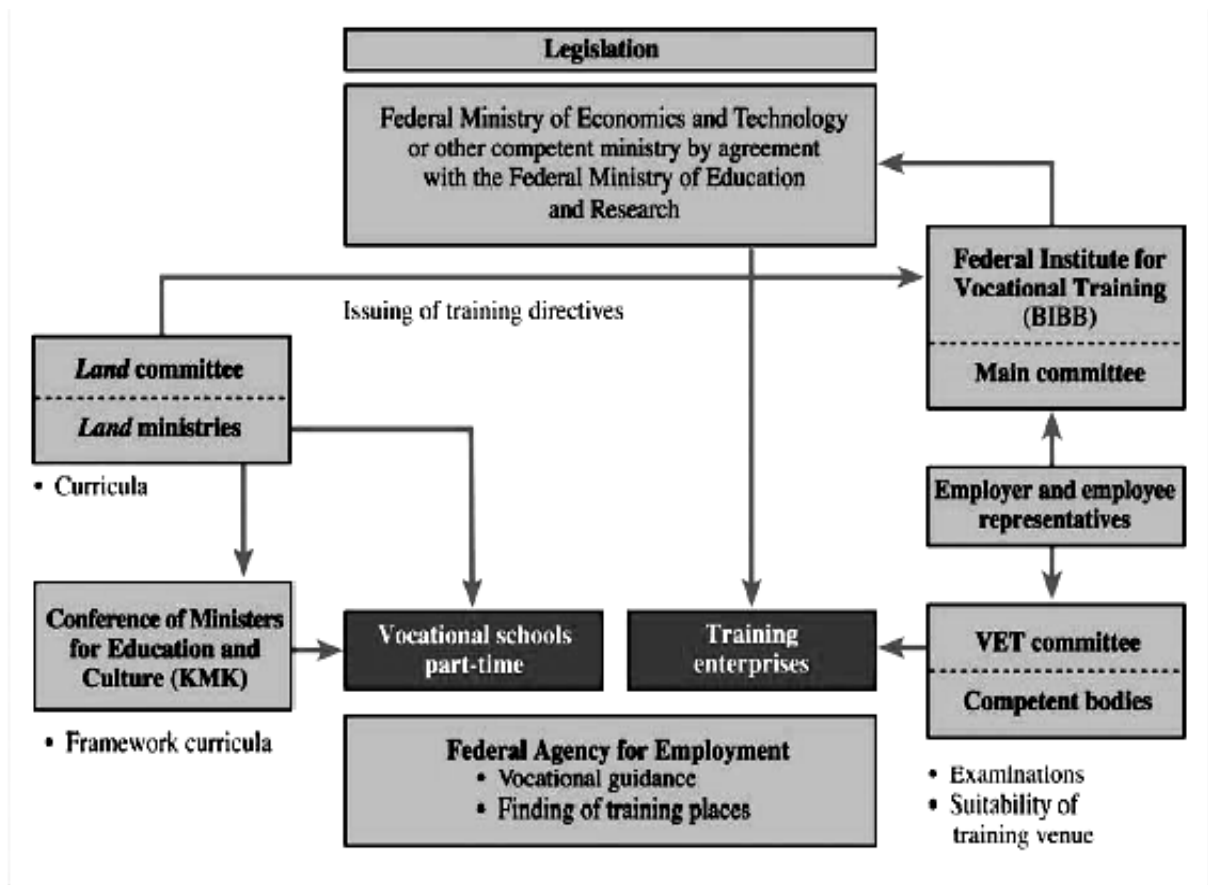 Legislation
Federal Ministry of Economics and Technology
or other competent ministry by agreement
with the Federal Ministry of Education
and Research
Federal Institute for
Vocational Training
(BIBB)
Main committee
Issuing of training directives
Land committee
Land ministries
• Curricula
Employer and employee
representatives
Conference of Ministers
for Education and
Culture (KMK)
• Framework curricula
Vocational schools
part-time
Training
enterprises
VET committee
Competent bodies
• Examinations
• Suitability of
training venue
Federal Agency for Employment
• Vocational guidance
• Finding of training places